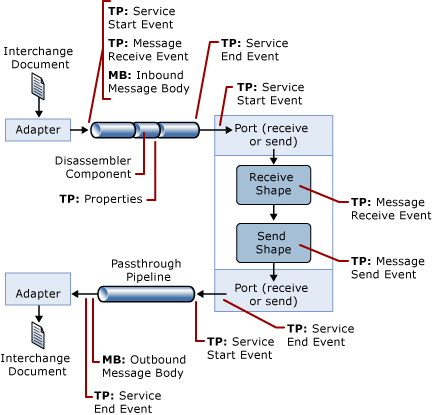 TP: Service
Start Event
TP: Message
Receive Event
MB: Inbound
Message Body
TP: Service
End Event
Interchange
Document
TP: Service
Start Event
Adapter
Port (receive
or send)
Disassembler
Component
Receive
Shape
TP: Properties
TP: Message
Receive Event
Send
Shape
TP: Message
Send Event
Passthrough
Pipeline
Adapter
Port (receive
or send)
TP: Service
End Event
TP: Service
Start Event
Interchange
Document
MB: Outbound
Message Body
TP: Service
End Event